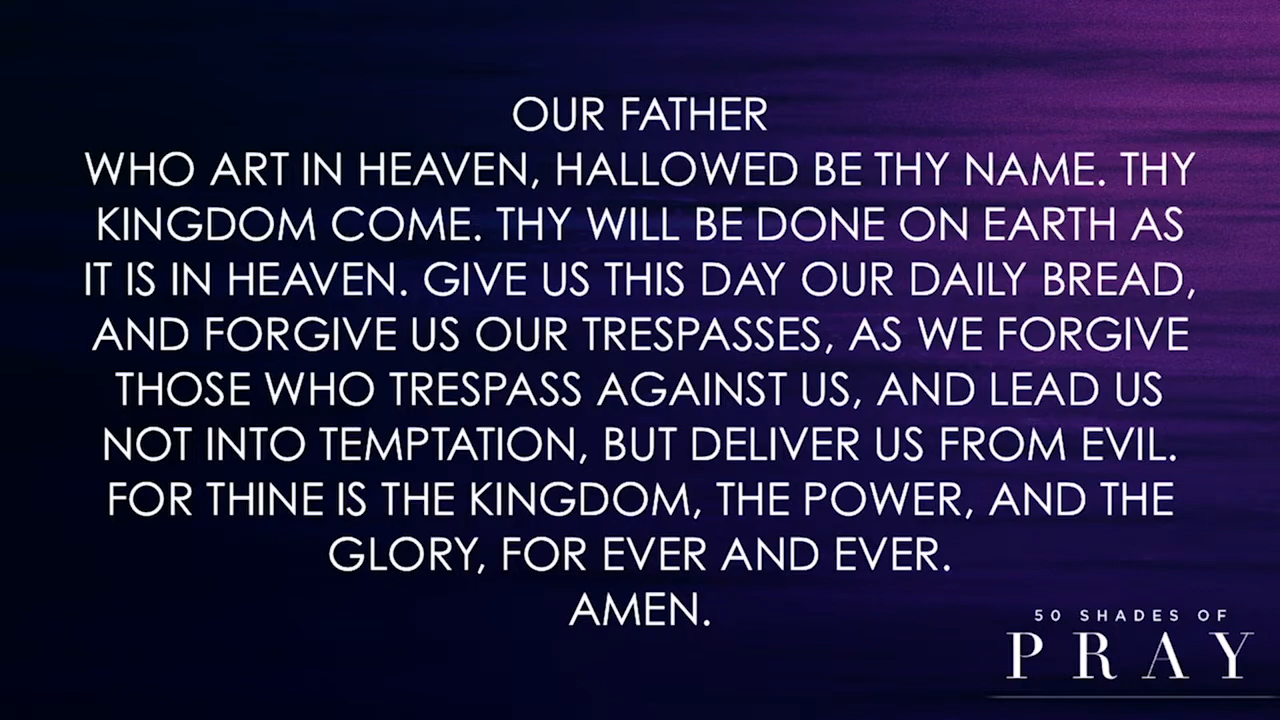 OUR FATHER
WHO ART IN HEAVEN, HALLOWED BE THY NAME. THY
KINGDOM COME. THY WILL BE DONE ON EARTH AS
IT IS IN HEAVEN. GIVE US THIS DAY OUR DAILY BREAD,
AND FORGIVE US OUR TRESPASSES, AS WE FORGIVE
THOSE WHO TRESPASS AGAINST US, AND LEAD US
NOT INTO TEMPTATION, BUT DELIVER US FROM EVIL.
FOR THINE IS THE KINGDOM, THE POWER, AND THE
GLORY, FOR EVER AND EVER.
AMEN.
50 SHADES OF
PRAY